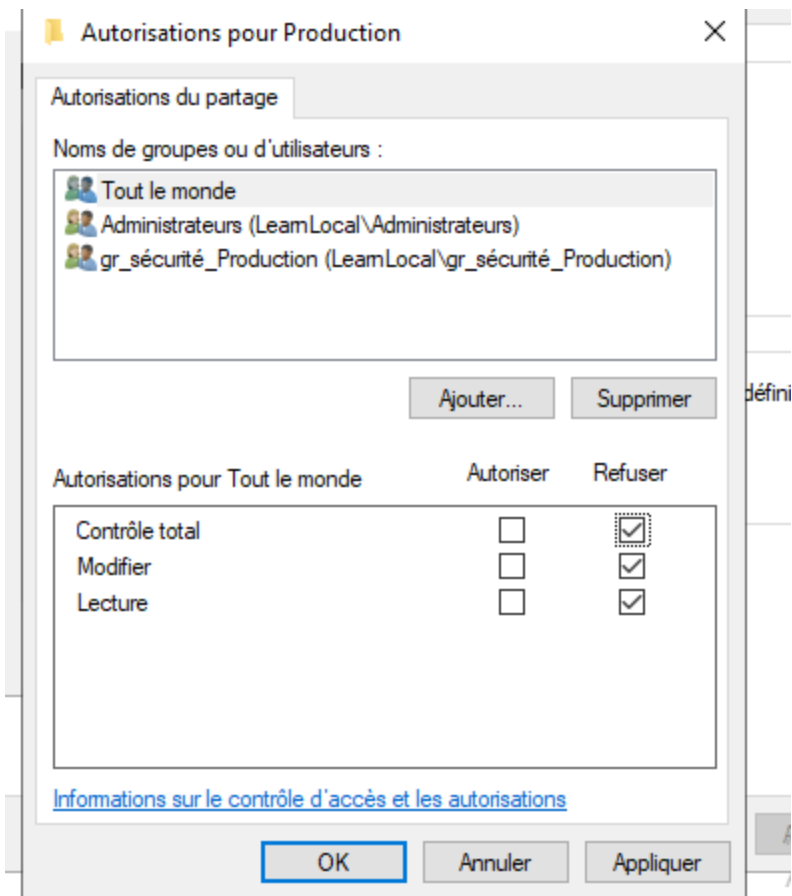 Autorisations pour Production
Autorisations du partage
Noms de groupes ou d'utilisateurs :
Tout le monde
Administrateurs (LearnLocal\Administrateurs)
gr_sécurité_Production (LearnLocal\gr_sécurité_Production)
Ajouter... Supprimer
Autorisations pour Tout le monde Autoriser Refuser
Contrôle total
Modifier
Lecture
Informations sur le contrôle d'accès et les autorisations
OK Annuler Appliquer